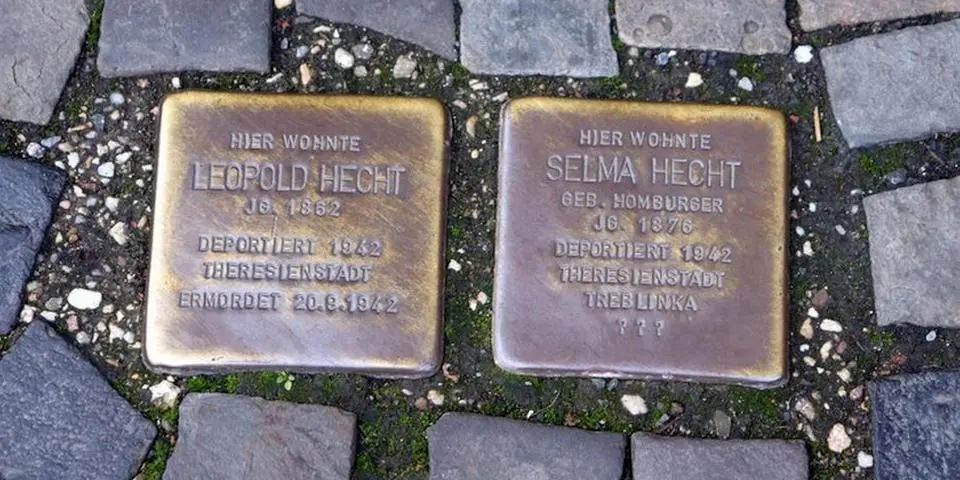 HIER WOHNTE
LEOPOLD HECHT
JG. 1862
DEPORTIERT 1942
THERESIENSTADT
ERMORDET 20.9.1942
HIER WOHNTE
SELMA HECHT
GEB. HOMBURGER
JG. 1876
DEPORTIERT 1942
THERESIENSTADT
TREBLINKA
???